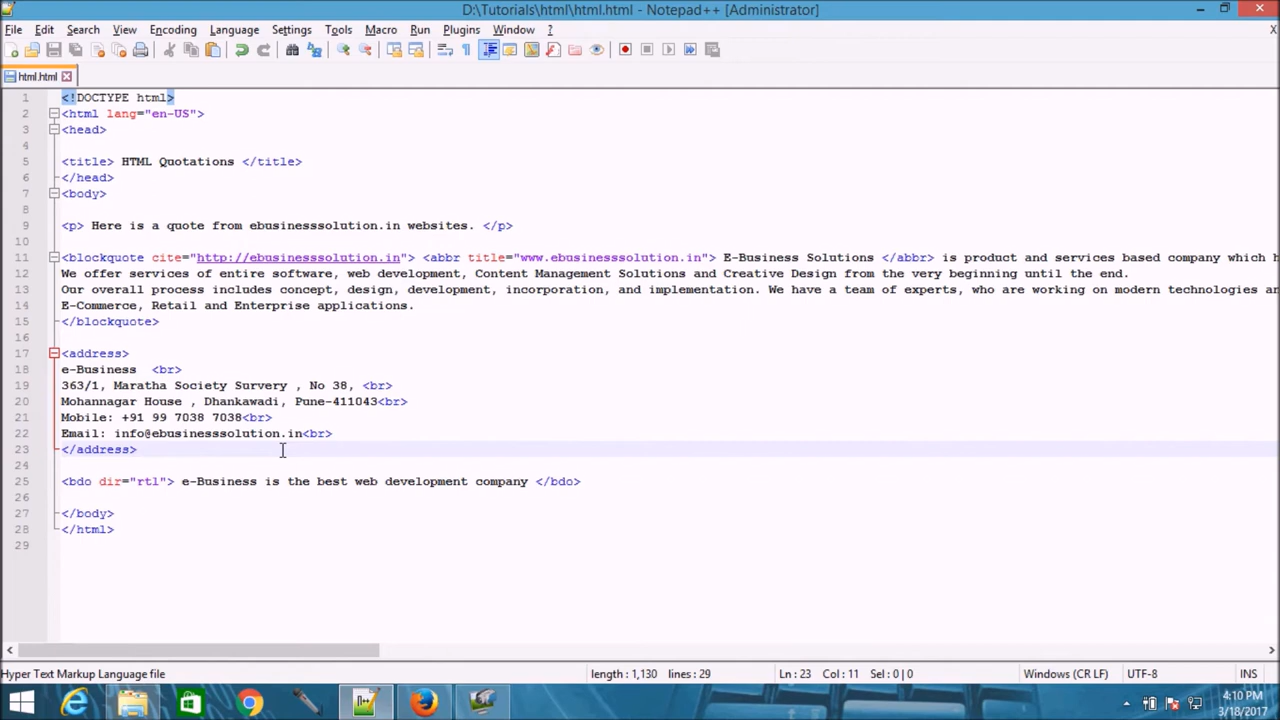 D:\Tutorials\html\html.html - Notepad++ [Administrator]
File Edit Search View Encoding Language Settings Tools Macro Run Plugins Window ? X
html.html
1 <!DOCTYPE html>
2 <html lang="en-US">
3 <head>
4
5 <title> HTML Quotations </title>
6 </head>
7 <body>
8
9 <p> Here is a quote from ebusinesssolution.in websites. </p>
10
11 <blockquote cite="http://ebusinesssolution.in"> <abbr title="www.ebusinesssolution.in"> E-Business Solutions </abbr> is product and services based company which h
12 We offer services of entire software, web development, Content Management Solutions and Creative Design from the very beginning until the end.
13 Our overall process includes concept, design, development, incorporation, and implementation. We have a team of experts, who are working on modern technologies an
14 E-Commerce, Retail and Enterprise applications.
15 </blockquote>
16
17 <address>
18 e-Business <br>
19 363/1, Maratha Society Survery , No 38, <br>
20 Mohannagar House , Dhankawadi, Pune-411043<br>
21 Mobile: +91 99 7038 7038<br>
22 Email: info@ebusinesssolution.in<br>
23 </address>
24
25 <bdo dir="rtl"> e-Business is the best web development company </bdo>
26
27 </body>
28 </html>
29
Hyper Text Markup Language file length : 1,130 lines : 29 Ln : 23 Col : 11 Sel : 0 | 0 Windows (CR LF) UTF-8 INS
4:10 PM
3/18/2017